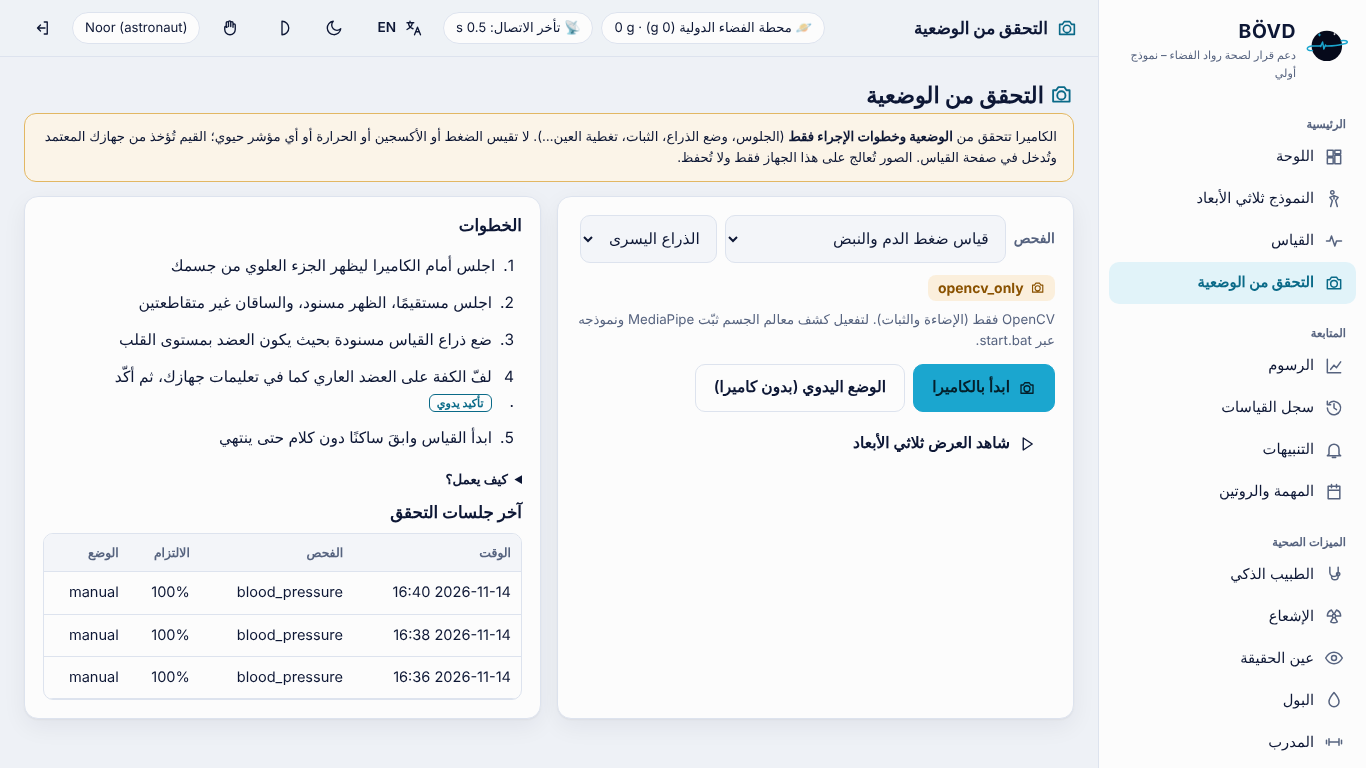 BÖVD
دعم قرار لصحة رواد الفضاء – نموذج
أولي
الرئيسية
اللوحة
النموذج ثلاثي الأبعاد
القياس
التحقق من الوضعية
المتابعة
الرسوم
سجل القياسات
التنبيهات
المهمة والروتين
الميزات الصحية
الطبيب الذكي
الإشعاع
عين الحقيقة
البول
المدرب
التحقق من الوضعية
🪐 محطة الفضاء الدولية (0 g) · 0 g
📡 تأخر الاتصال: 0.5 s
EN
Noor (astronaut)
التحقق من الوضعية
الكاميرا تتحقق من الوضعية وخطوات الإجراء فقط (الجلوس، وضع الذراع، الثبات، تغطية العين...). لا تقيس الضغط أو الأكسجين أو الحرارة أو أي مؤشر حيوي؛ القيم تُؤخذ من جهازك المعتمد
وتُدخل في صفحة القياس. الصور تُعالج على هذا الجهاز فقط ولا تُحفظ.
الفحص
قياس ضغط الدم والنبض
الذراع اليسرى
opencv_only
OpenCV فقط (الإضاءة والثبات). لتفعيل كشف معالم الجسم ثبّت MediaPipe ونموذجه
عبر start.bat.
ابدأ بالكاميرا
الوضع اليدوي (بدون كاميرا)
شاهد العرض ثلاثي الأبعاد
الخطوات
1. اجلس أمام الكاميرا ليظهر الجزء العلوي من جسمك
2. اجلس مستقيمًا، الظهر مسنود، والساقان غير متقاطعتين
3. ضع ذراع القياس مسنودة بحيث يكون العضد بمستوى القلب
4. لفّ الكفة على العضد العاري كما في تعليمات جهازك، ثم أكّد
تأكيد يدوي
5. ابدأ القياس وابقَ ساكنًا دون كلام حتى ينتهي
كيف يعمل؟
آخر جلسات التحقق
الوقت الفحص الالتزام الوضع
2026-11-14 16:40 blood_pressure 100% manual
2026-11-14 16:38 blood_pressure 100% manual
2026-11-14 16:36 blood_pressure 100% manual